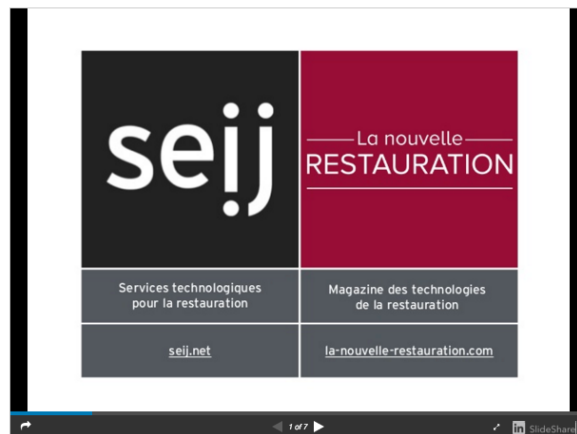 seij
La nouvelle
RESTAURATION
Services technologiques
pour la restauration
Magazine des technologies
de la restauration
seij.net
la-nouvelle-restauration.com
1 of 7
in SlideShare